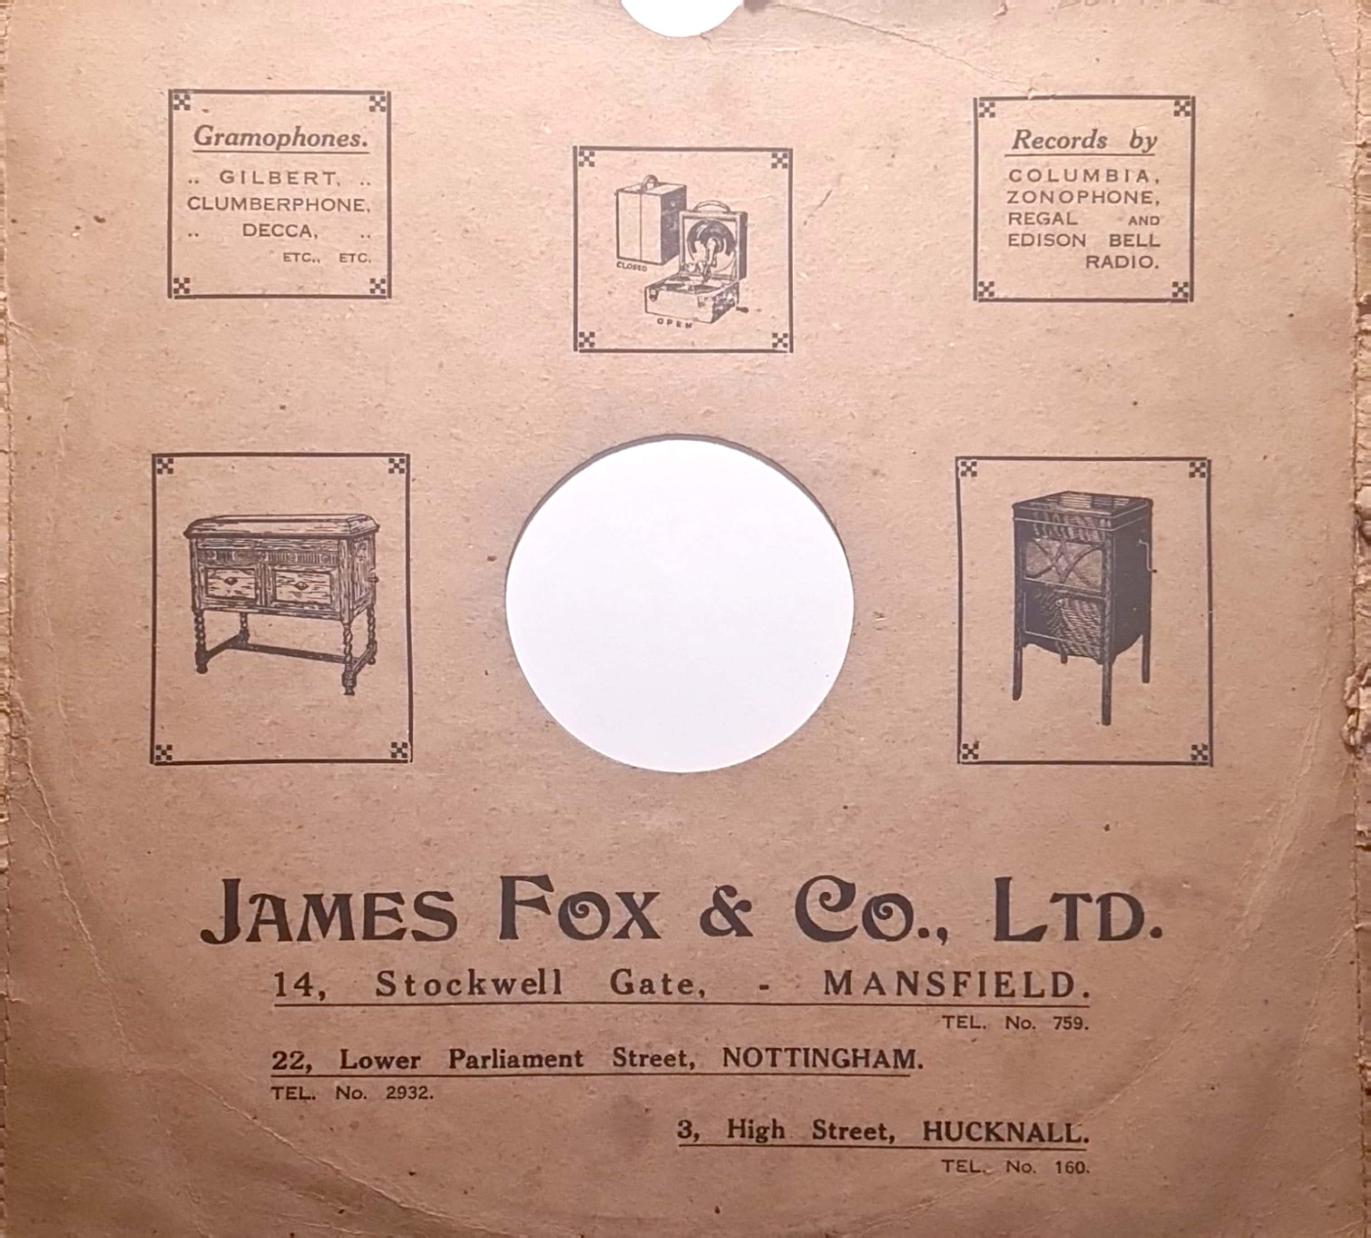 Gramophones.
.. GILBERT, ..
CLUMBERPHONE,
.. DECCA, ..
ETC., ETC.
CLOSED
OPEN
Records by
COLUMBIA,
ZONOPHONE,
REGAL AND
EDISON BELL
RADIO.
JAMES FOX & CO., LTD.
14, Stockwell Gate, - MANSFIELD.
TEL. No. 759.
22, Lower Parliament Street, NOTTINGHAM.
TEL. No. 2932.
3, High Street, HUCKNALL.
TEL. No. 160.